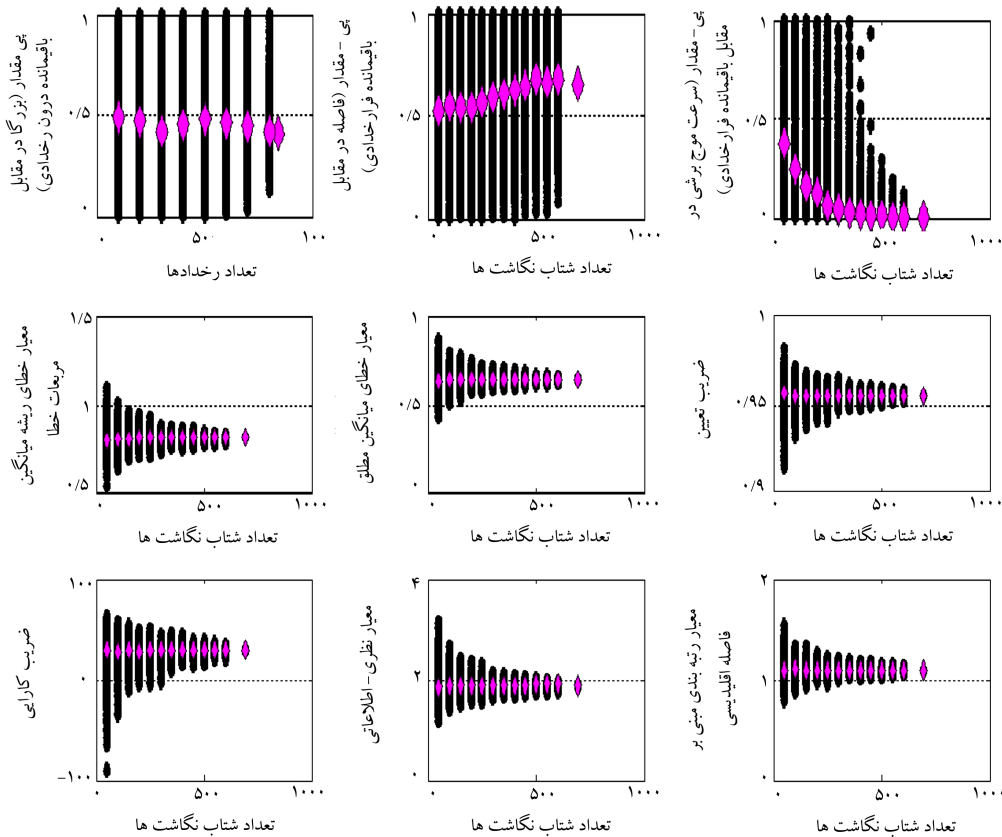 پی مقدار (بزرگا در مقابل
باقیمانده درون رخدادی)
۱
۰/۵
۰
۰
۵۰۰
۱۰۰۰
تعداد رخدادها
پی - مقدار (فاصله در مقابل
باقیمانده فرارخدادی)
۱
۰/۵
۰
۰
۵۰۰
۱۰۰۰
تعداد شتاب نگاشت ها
پی - مقدار (سرعت موج برشی در
مقابل باقیمانده فرارخدادی)
۱
۰/۵
۰
۰
۵۰۰
۱۰۰۰
تعداد شتاب نگاشت ها
معیار خطای ریشه میانگین
مربعات خطا
۱/۵
۱
۰/۵
۰
۵۰۰
۱۰۰۰
تعداد شتاب نگاشت ها
معیار خطای میانگین مطلق
۱
۰/۵
۰
۰
۵۰۰
۱۰۰۰
تعداد شتاب نگاشت ها
ضریب تعیین
۱
۰/۹۵
۰/۹
۰
۵۰۰
۱۰۰۰
تعداد شتاب نگاشت ها
ضریب کارایی
۱۰۰
۰
-۱۰۰
۰
۵۰۰
۱۰۰۰
تعداد شتاب نگاشت ها
معیار نظری-اطلاعاتی
۴
۲
۰
۰
۵۰۰
۱۰۰۰
تعداد شتاب نگاشت ها
معیار رتبه بندی مبنی بر
فاصله اقلیدیسی
۲
۱
۰
۰
۵۰۰
۱۰۰۰
تعداد شتاب نگاشت ها